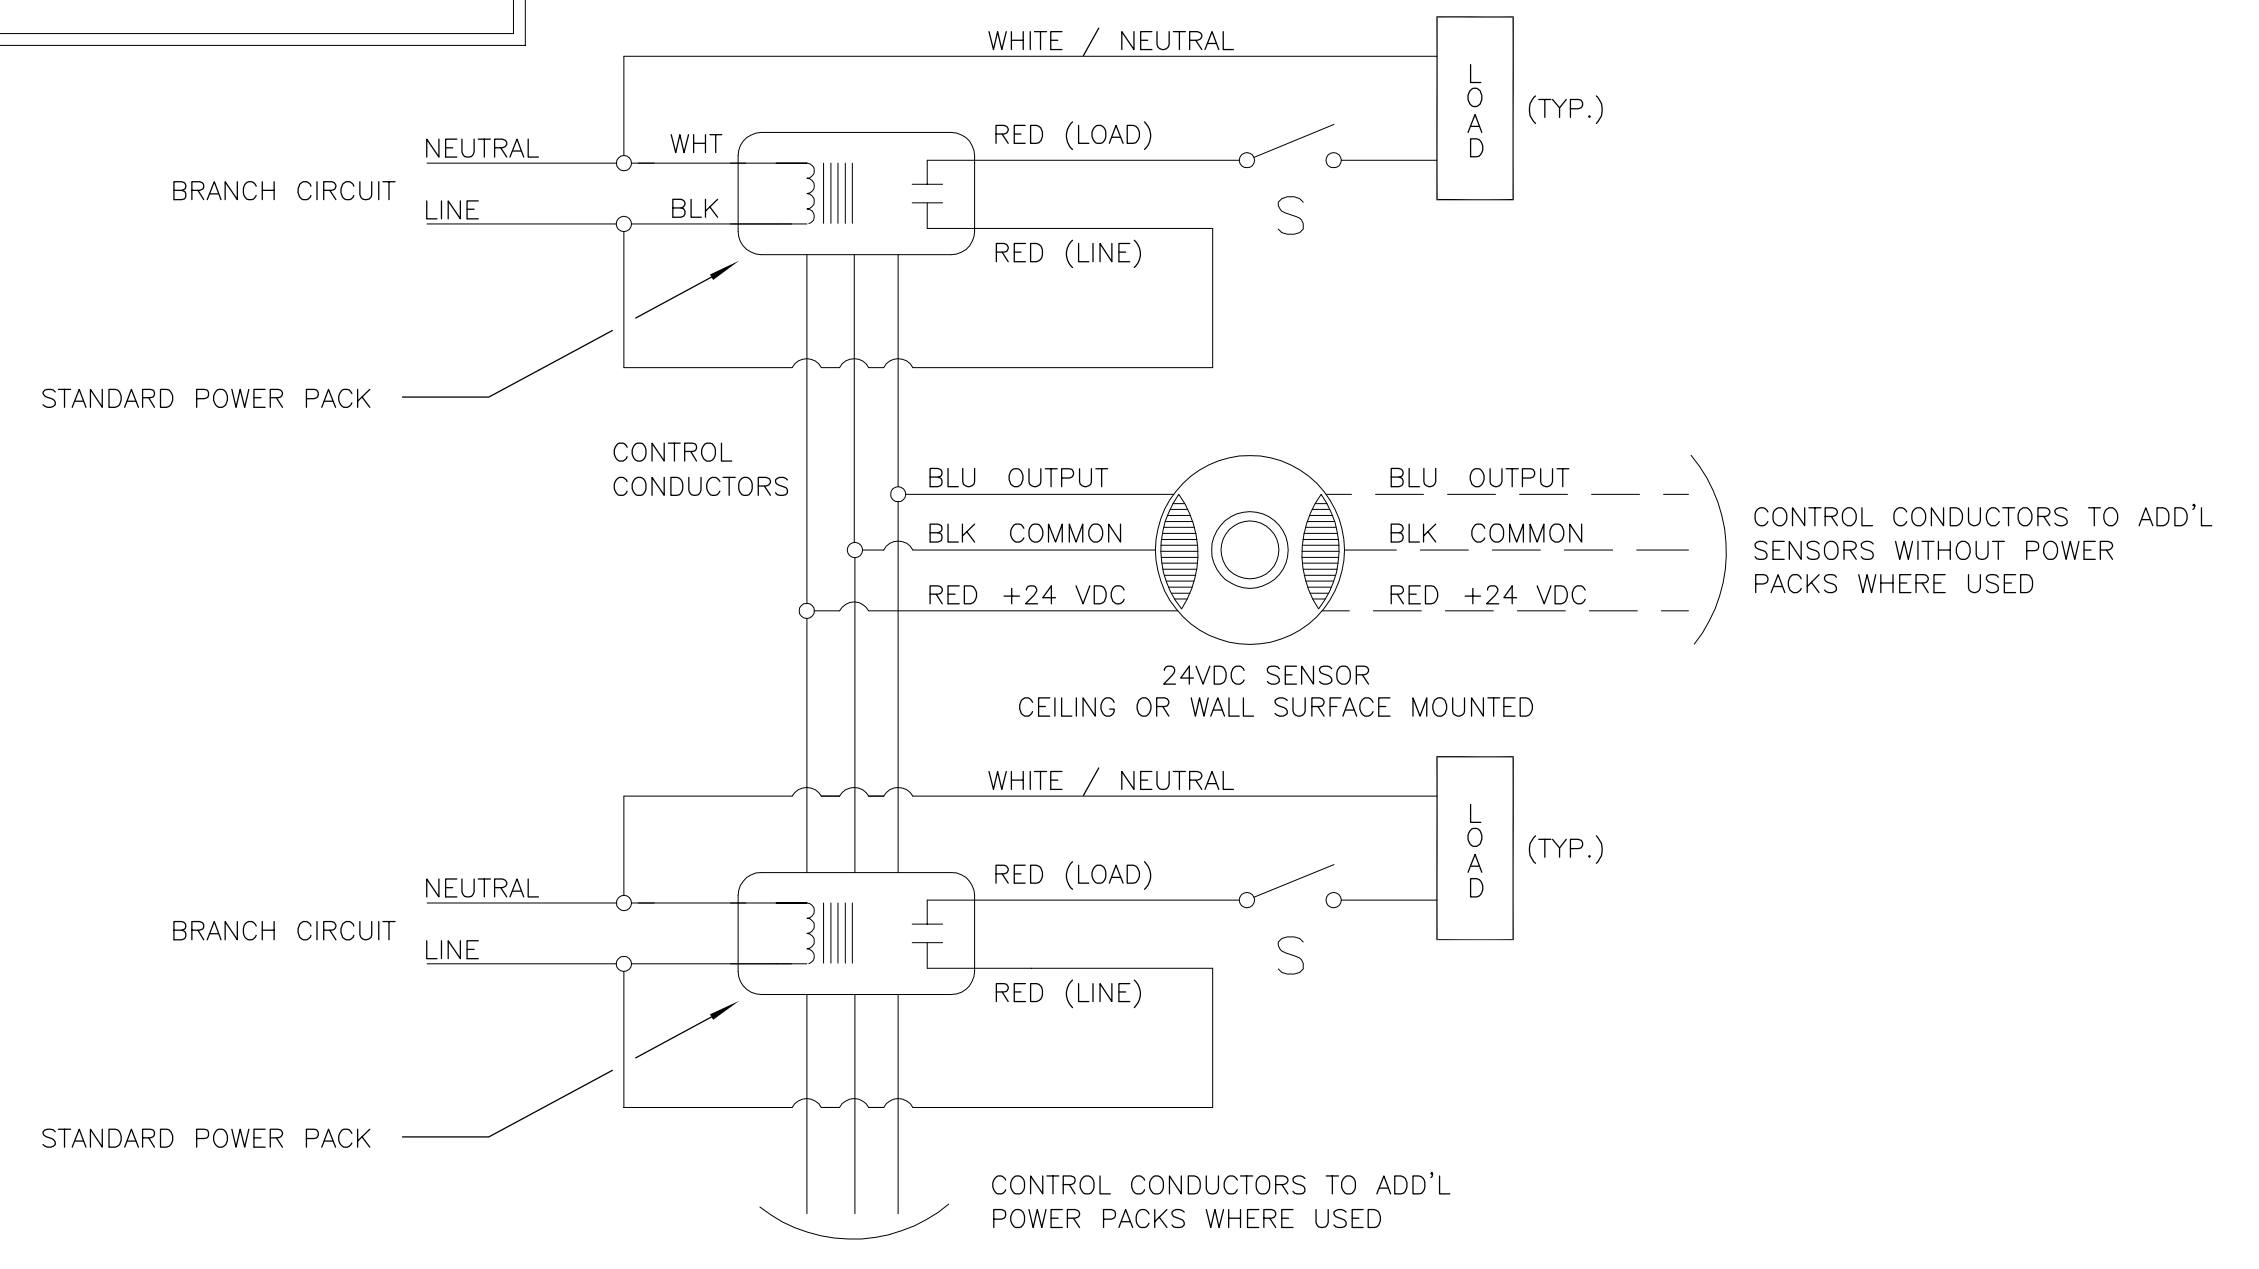 WHITE / NEUTRAL
LOAD
(TYP.)
NEUTRAL
WHT
RED (LOAD)
BRANCH CIRCUIT
LINE
BLK
S
RED (LINE)
STANDARD POWER PACK
CONTROL
CONDUCTORS
BLU OUTPUT
BLK COMMON
RED +24 VDC
BLU OUTPUT
BLK COMMON
RED +24 VDC
CONTROL CONDUCTORS TO ADD'L
SENSORS WITHOUT POWER
PACKS WHERE USED
24VDC SENSOR
CEILING OR WALL SURFACE MOUNTED
WHITE / NEUTRAL
LOAD
(TYP.)
NEUTRAL
RED (LOAD)
BRANCH CIRCUIT
LINE
S
RED (LINE)
STANDARD POWER PACK
CONTROL CONDUCTORS TO ADD'L
POWER PACKS WHERE USED